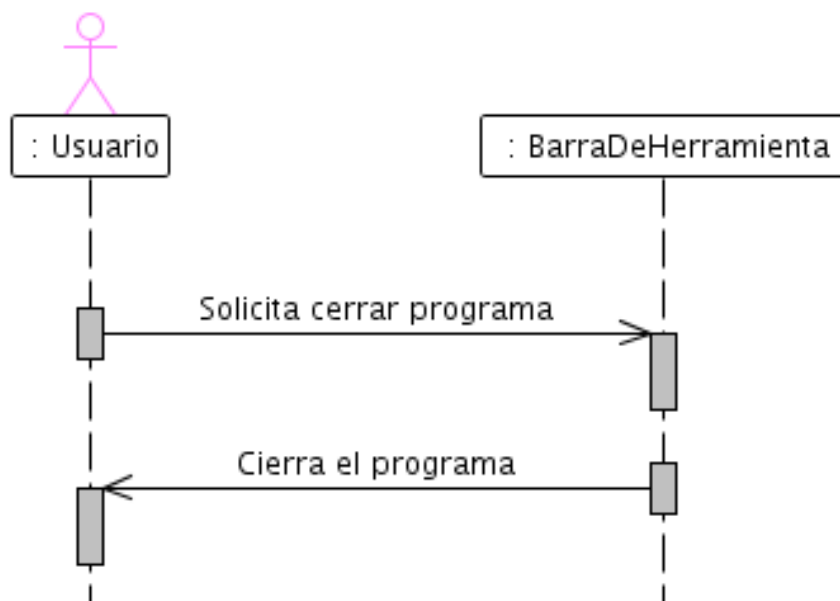 : Usuario
: BarraDeHerramienta
Solicita cerrar programa
Cierra el programa